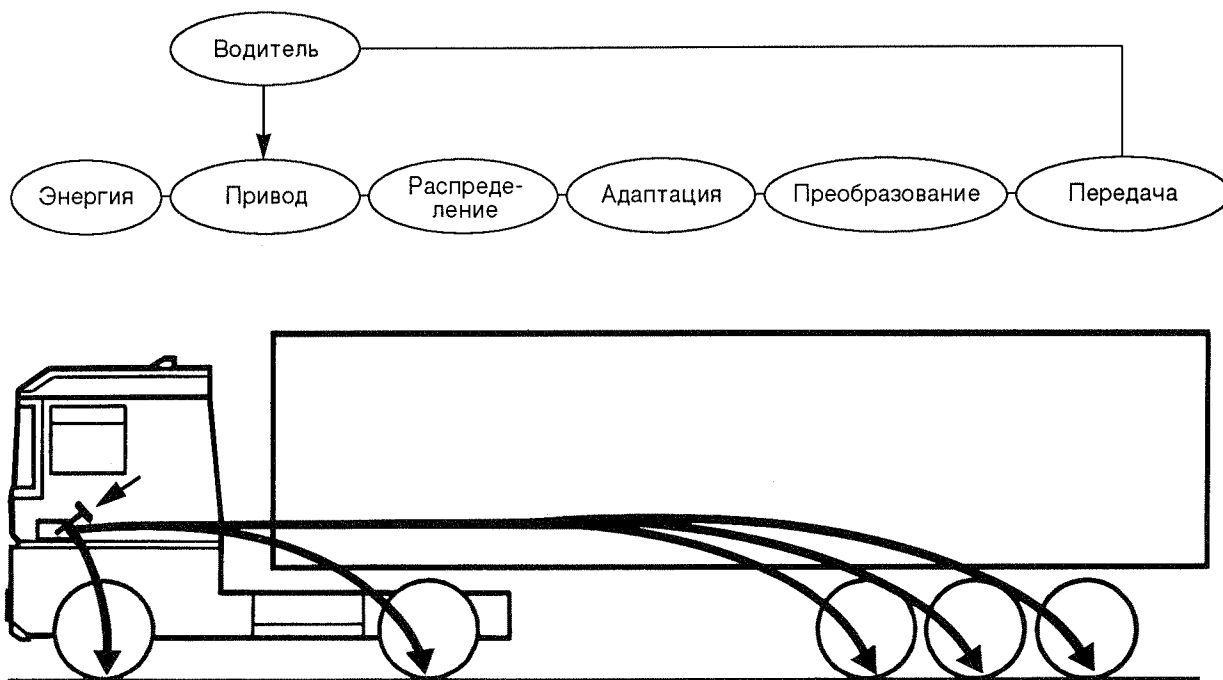 Водитель
Энергия
Привод
Распреде-
ление
Адаптация
Преобразование
Передача